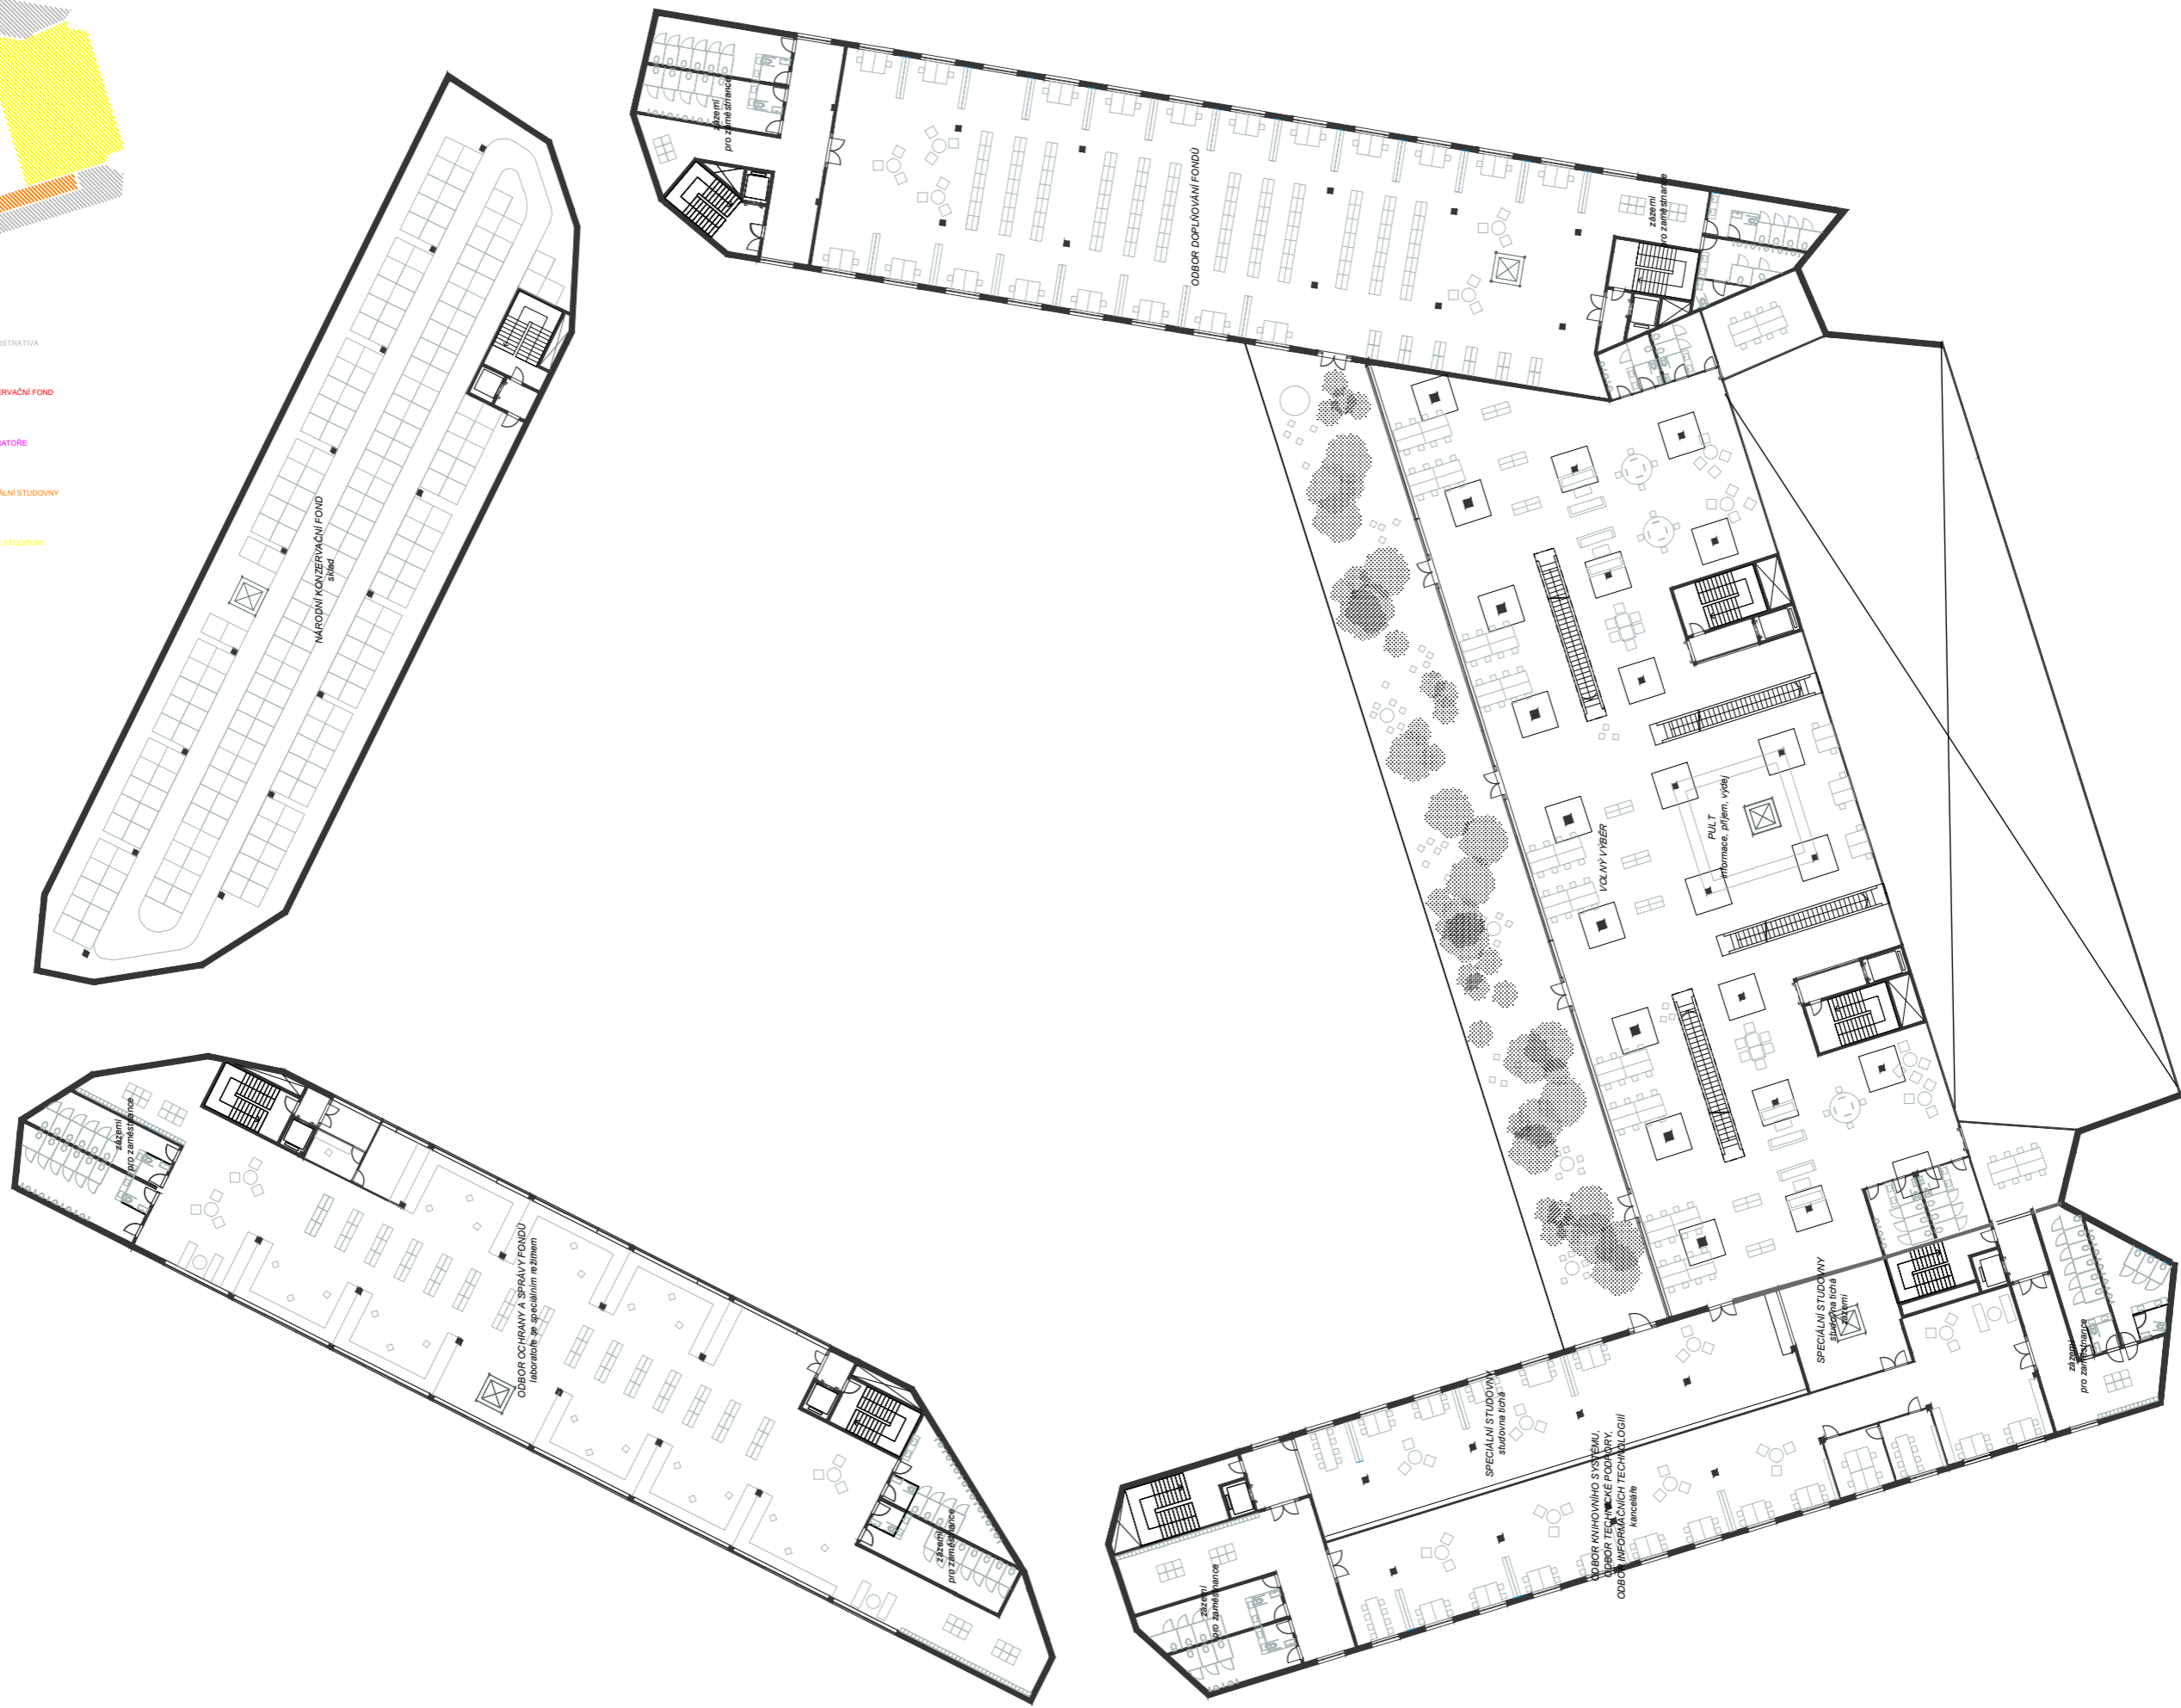 STRATIVA
ERVAČNÍ FOND
RATOŘE
ÁLNÍ STUDOVNY
STUDOVNY
zázemí
pro zaměstnance
ODBOR DOPLŇOVÁNÍ FONDŮ
zázemí
pro zaměstnance
NÁRODNÍ KONZERVAČNÍ FOND
sklad
VOLNÝ VÝBĚR
PULT
informace, příjem, výdej
zázemí
pro zaměstnance
ODBOR OCHRANY A SPRÁVY FONDŮ
laboratoře se speciálním režimem
zázemí
pro zaměstnance
SPECIÁLNÍ STUDOVNY
studovna tichá
zázemí
SPECIÁLNÍ STUDOVNY
studovna tichá
zázemí
pro zaměstnance
ODBOR KNIHOVNÍHO SYSTÉMU,
ODBOR TECHNICKÉ PODPORY,
ODBOR INFORMAČNÍCH TECHNOLOGIÍ
kanceláře
zázemí
pro zaměstnance